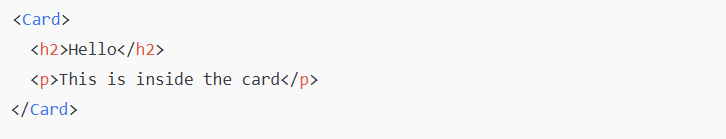 <Card>
<h2>Hello</h2>
<p>This is inside the card</p>
</Card>